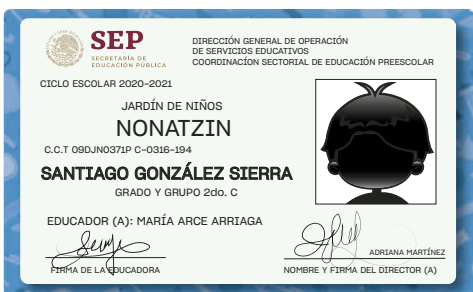 SEP
SECRETARÍA DE
EDUCACIÓN PÚBLICA
DIRECCIÓN GENERAL DE OPERACIÓN
DE SERVICIOS EDUCATIVOS
COORDINACÍON SECTORIAL DE EDUCACIÓN PREESCOLAR
CICLO ESCOLAR 2020-2021
JARDÍN DE NIÑOS
NONATZIN
C.C.T 09DJN0371P C-0316-194
SANTIAGO GONZÁLEZ SIERRA
GRADO Y GRUPO 2do. C
EDUCADOR (A): MARÍA ARCE ARRIAGA
FIRMA DE LA EDUCADORA
ADRIANA MARTÍNEZ
NOMBRE Y FIRMA DEL DIRECTOR (A)